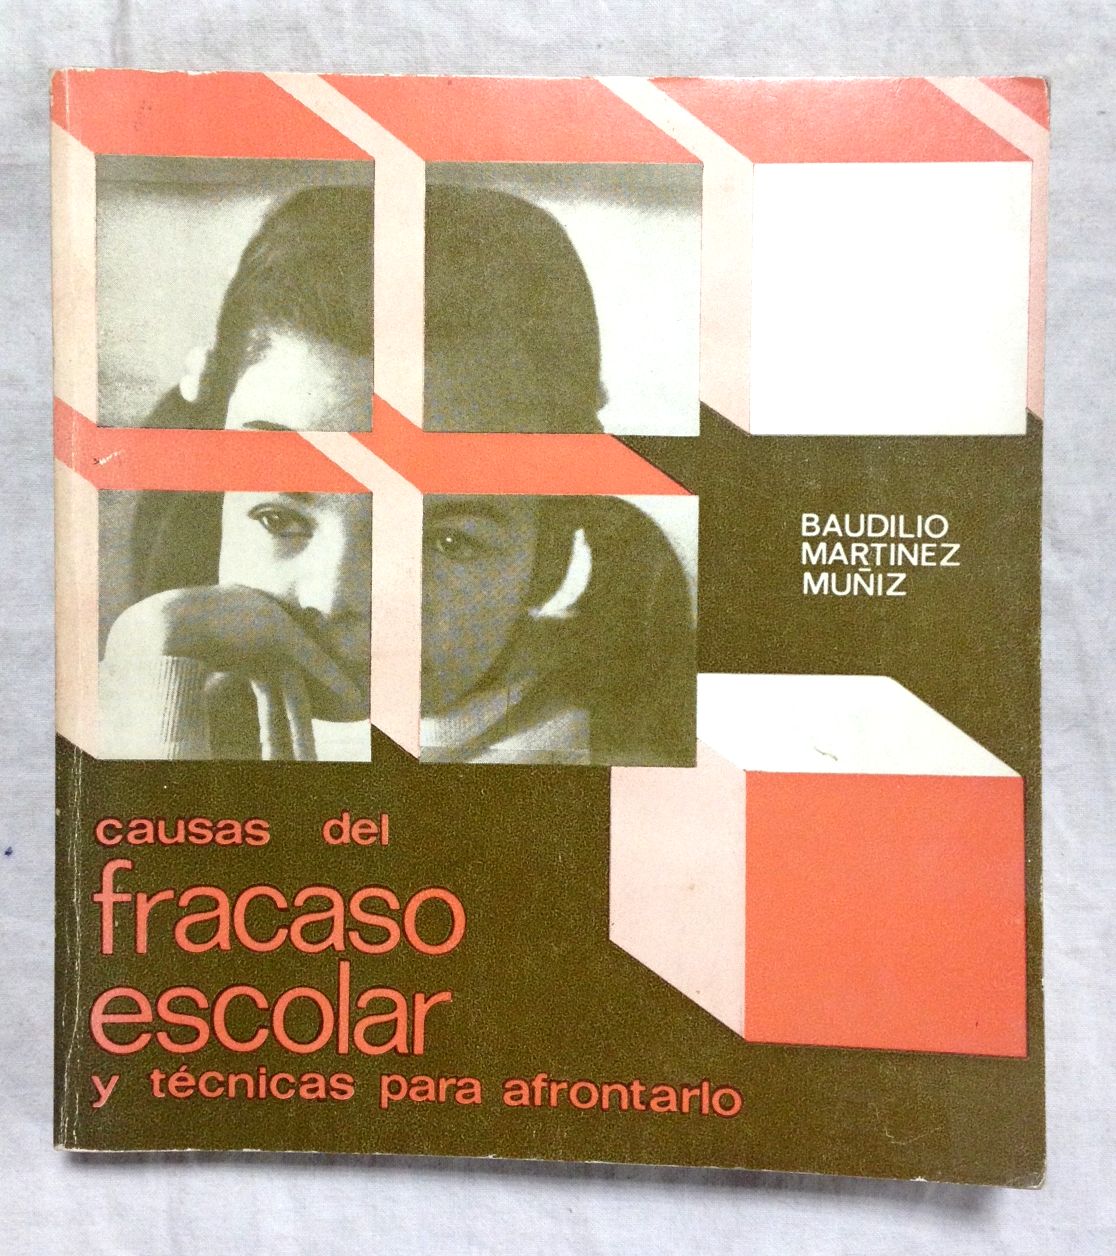 BAUDILIO
MARTINEZ
MUÑIZ
causas del
fracaso
escolar
y técnicas para afrontarlo